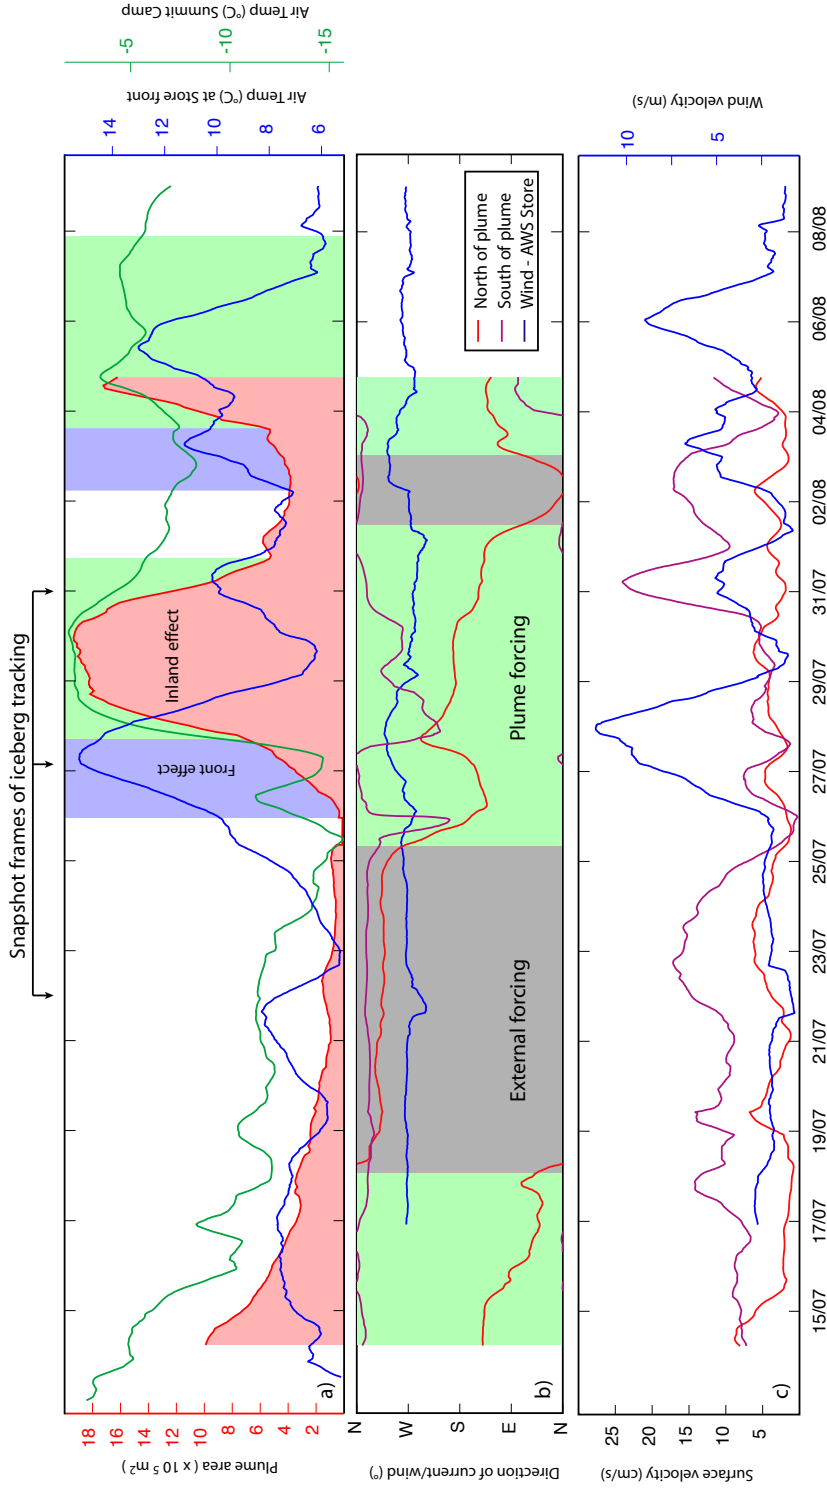 Snapshot frames of iceberg tracking
Plume area ( x 10⁵ m²)
18
16
14
12
10
8
6
4
2
Air Temp (°C) at Store front
14
12
10
8
6
Air Temp (°C) Summit Camp
-5
-10
-15
Front effect
Inland effect
a)
Direction of current/wind (°)
N
W
S
E
N
External forcing
Plume forcing
North of plume
South of plume
Wind - AWS Store
b)
Surface velocity (cm/s)
25
20
15
10
5
Wind velocity (m/s)
10
5
c)
15/07
17/07
19/07
21/07
23/07
25/07
27/07
29/07
31/07
02/08
04/08
06/08
08/08